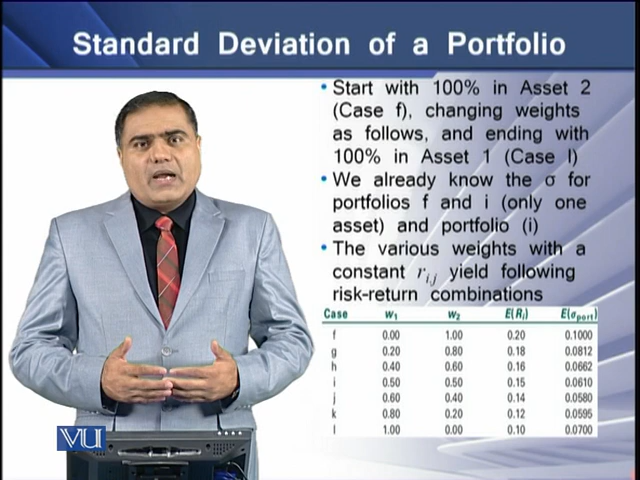 Standard Deviation of a Portfolio
• Start with 100% in Asset 2
(Case f), changing weights
as follows, and ending with
100% in Asset 1 (Case l)
• We already know the σ for
portfolios f and i (only one
asset) and portfolio (i)
• The various weights with a
constant r i,j yield following
risk-return combinations
Case w1 w2 E(Ri) E(σport)
f 0.00 1.00 0.20 0.1000
g 0.20 0.80 0.18 0.0812
h 0.40 0.60 0.16 0.0662
i 0.50 0.50 0.15 0.0610
j 0.60 0.40 0.14 0.0580
k 0.80 0.20 0.12 0.0595
l 1.00 0.00 0.10 0.0700
VU